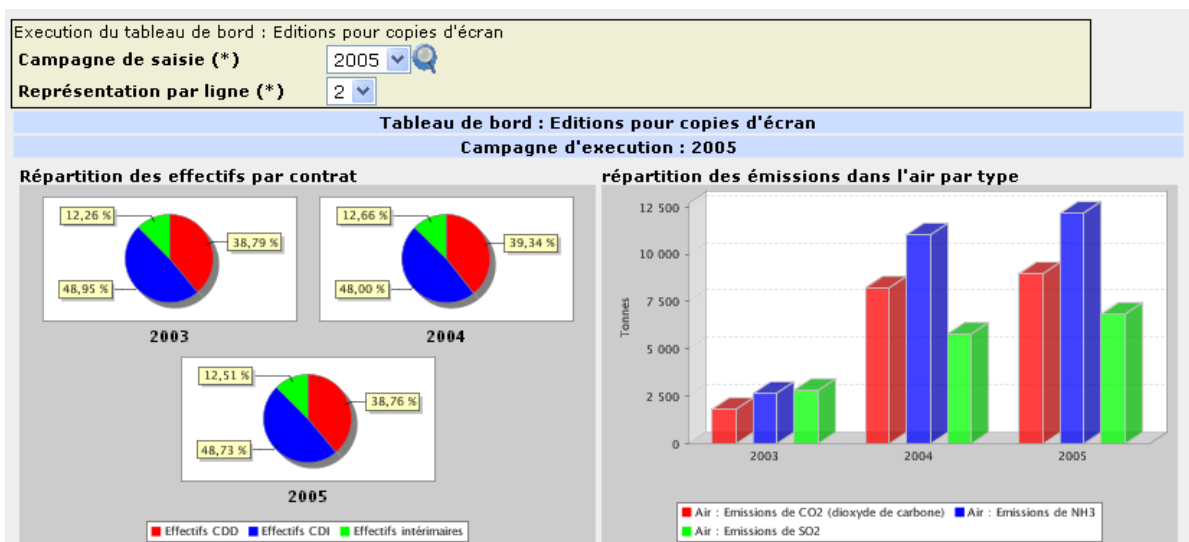 Execution du tableau de bord : Editions pour copies d'écran
Campagne de saisie (*) 2005
Représentation par ligne (*) 2
Tableau de bord : Editions pour copies d'écran
Campagne d'execution : 2005
Répartition des effectifs par contrat
12,26 %
38,79 %
48,95 %
2003
12,66 %
39,34 %
48,00 %
2004
12,51 %
38,76 %
48,73 %
2005
Effectifs CDD Effectifs CDI Effectifs intérimaires
répartition des émissions dans l'air par type
Tonnes
12 500
10 000
7 500
5 000
2 500
0
2003 2004 2005
Air : Emissions de CO2 (dioxyde de carbone) Air : Emissions de NH3
Air : Emissions de SO2